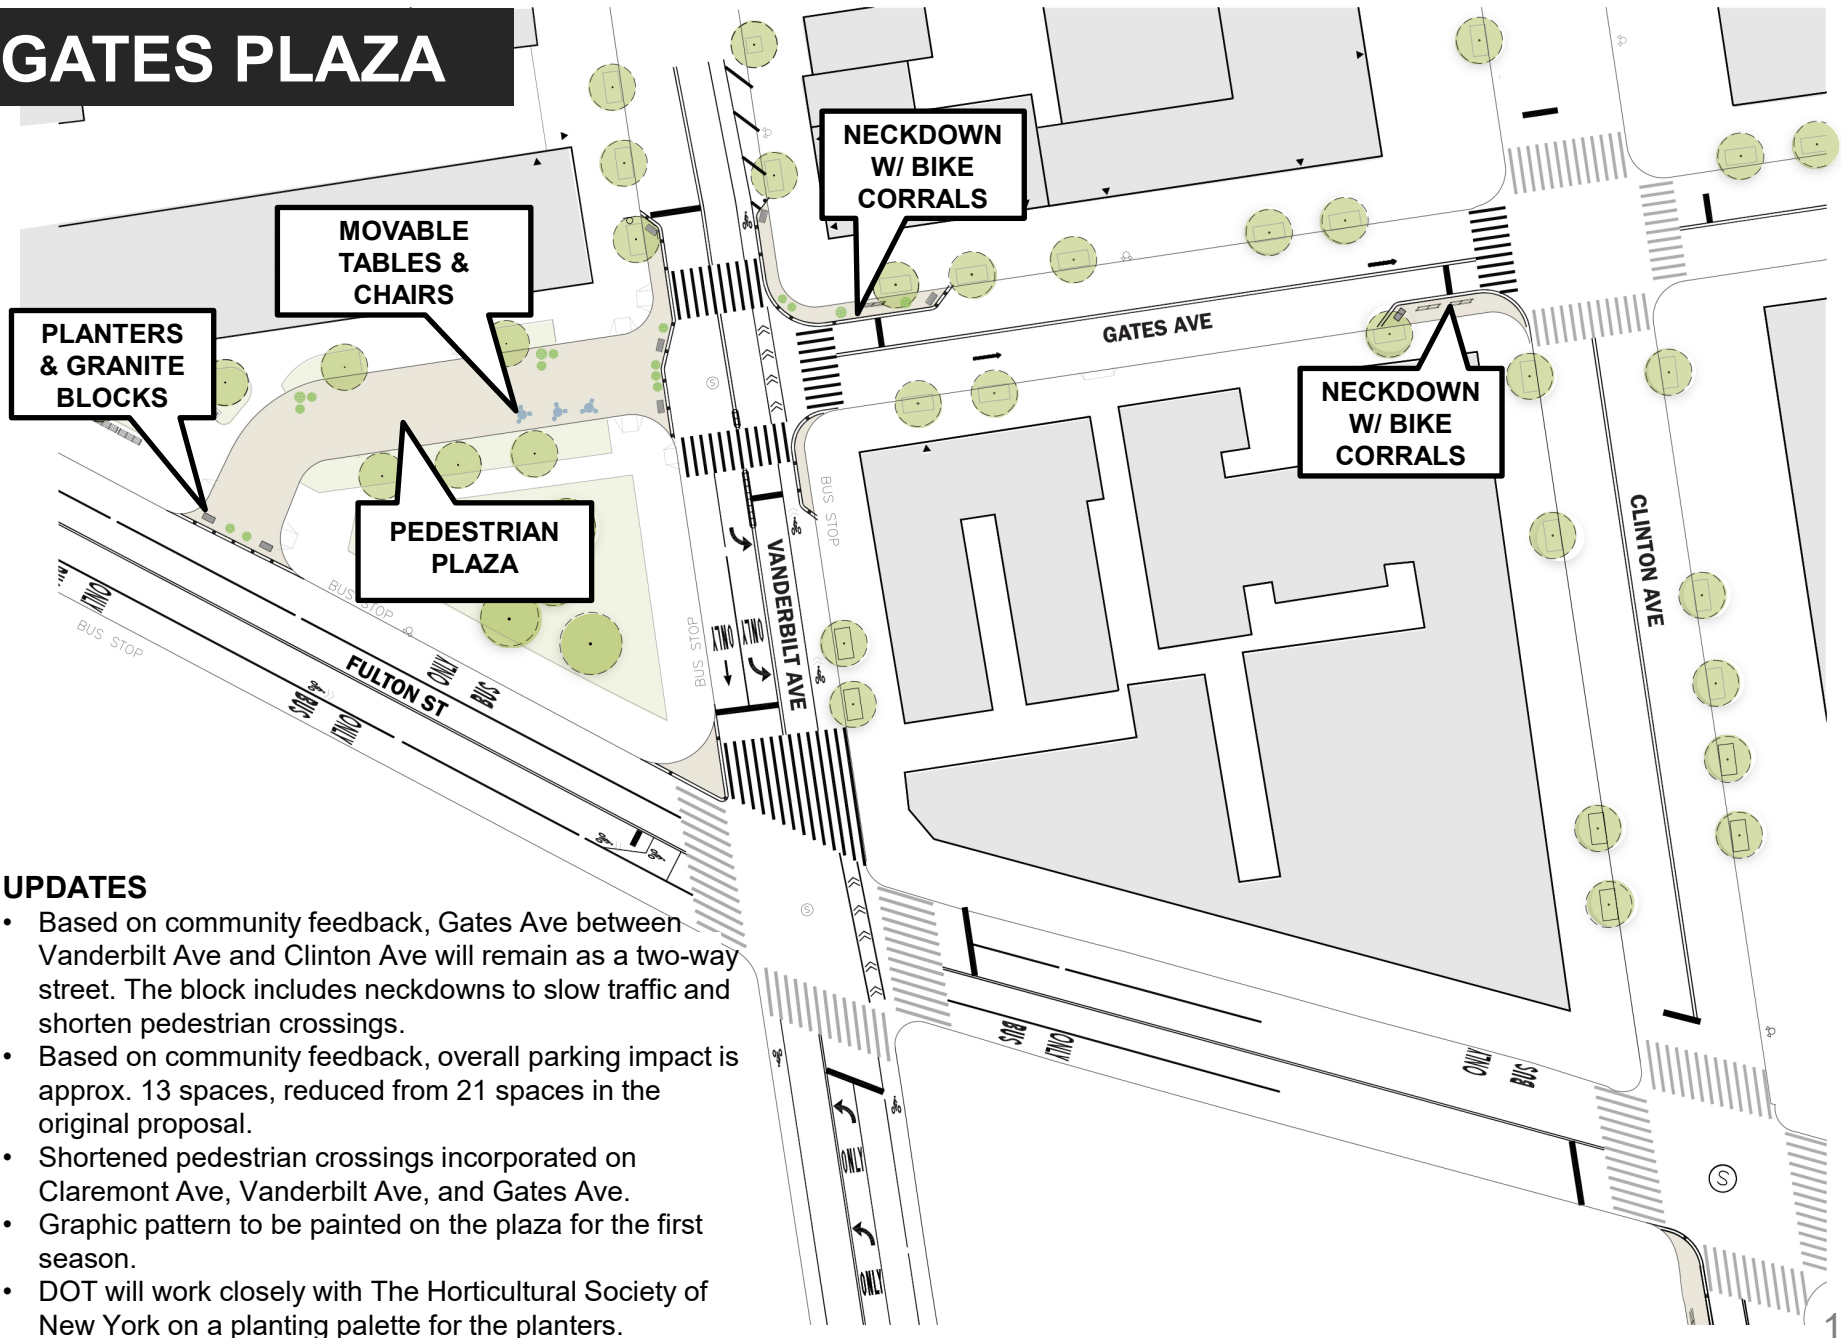 GATES PLAZA
NECKDOWN
W/ BIKE
CORRALS
MOVABLE
TABLES &
CHAIRS
PLANTERS
& GRANITE
BLOCKS
GATES AVE
NECKDOWN
W/ BIKE
CORRALS
PEDESTRIAN
PLAZA
BUS STOP
CLINTON AVE
VANDERBILT AVE
BUS STOP
BUS STOP
BUS STOP
ONLY
ONLY
ONLY
FULTON ST
ONLY
BUS
BUS
ONLY
S
S
UPDATES
• Based on community feedback, Gates Ave between
Vanderbilt Ave and Clinton Ave will remain as a two-way
street. The block includes neckdowns to slow traffic and
shorten pedestrian crossings.
• Based on community feedback, overall parking impact is
approx. 13 spaces, reduced from 21 spaces in the
original proposal.
• Shortened pedestrian crossings incorporated on
Claremont Ave, Vanderbilt Ave, and Gates Ave.
• Graphic pattern to be painted on the plaza for the first
season.
• DOT will work closely with The Horticultural Society of
New York on a planting palette for the planters.
BUS
ONLY
ONLY
BUS
ONLY
ONLY
S
1